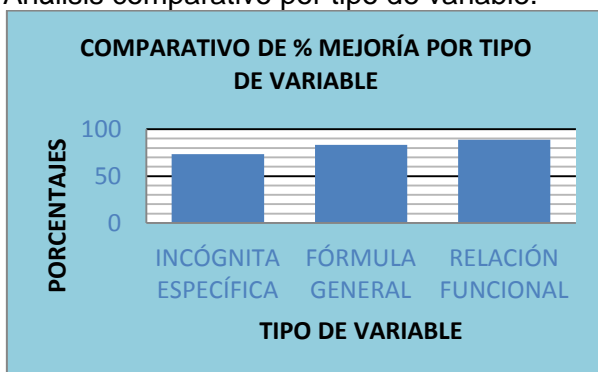 Análisis comparativo por tipo de variable.
COMPARATIVO DE % MEJORÍA POR TIPO
DE VARIABLE
PORCENTAJES
100
50
0
INCÓGNITA
ESPECÍFICA
FÓRMULA
GENERAL
RELACIÓN
FUNCIONAL
TIPO DE VARIABLE